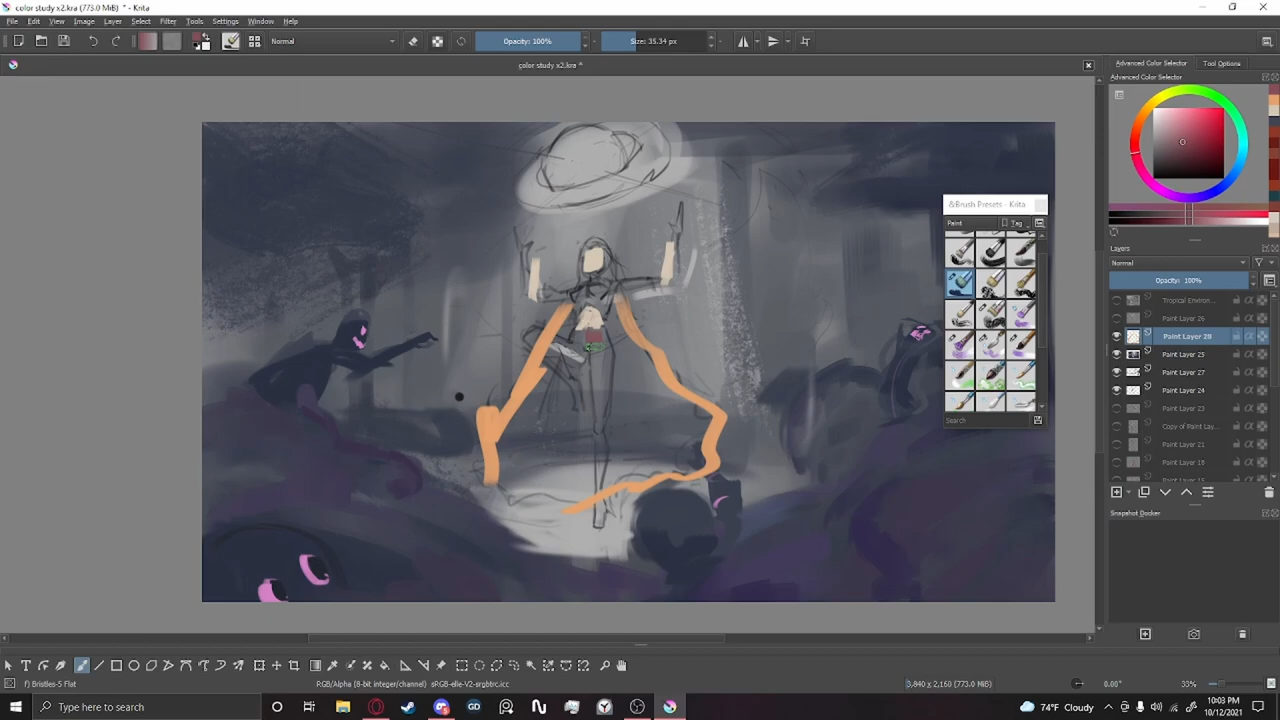 color study x2.kra (773.0 MiB) * - Krita
File Edit View Image Layer Select Filter Tools Settings Window Help
Normal Opacity: 100% Size: 35.34 px
color study x2.kra *
Advanced Color Selector Tool Options
Advanced Color Selector
&Brush Presets - Krita
Paint Tag
Search
Layers
Normal
Opacity: 100%
Tropical Environ...
Paint Layer 26
Paint Layer 28
Paint Layer 25
Paint Layer 27
Paint Layer 24
Paint Layer 23
Copy of Paint Lay...
Paint Layer 21
Paint Layer 18
Snapshot Docker
f) Bristles-5 Flat RGB/Alpha (8-bit integer/channel) sRGB-elle-V2-srgbtrc.icc 3,840 x 2,160 (773.0 MiB) 0.00° 33%
Type here to search GD 74°F Cloudy 10:03 PM
10/12/2021